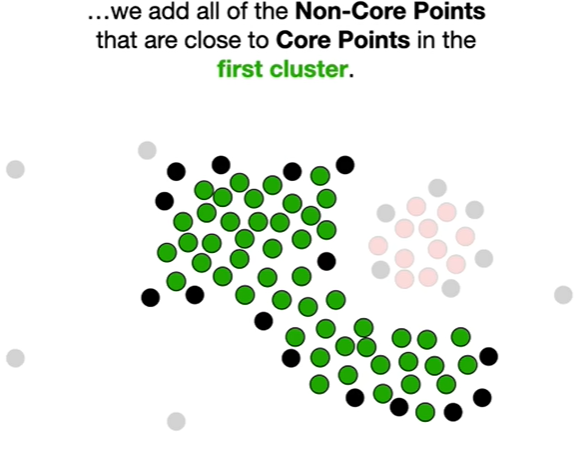 …we add all of the Non-Core Points
that are close to Core Points in the
first cluster.